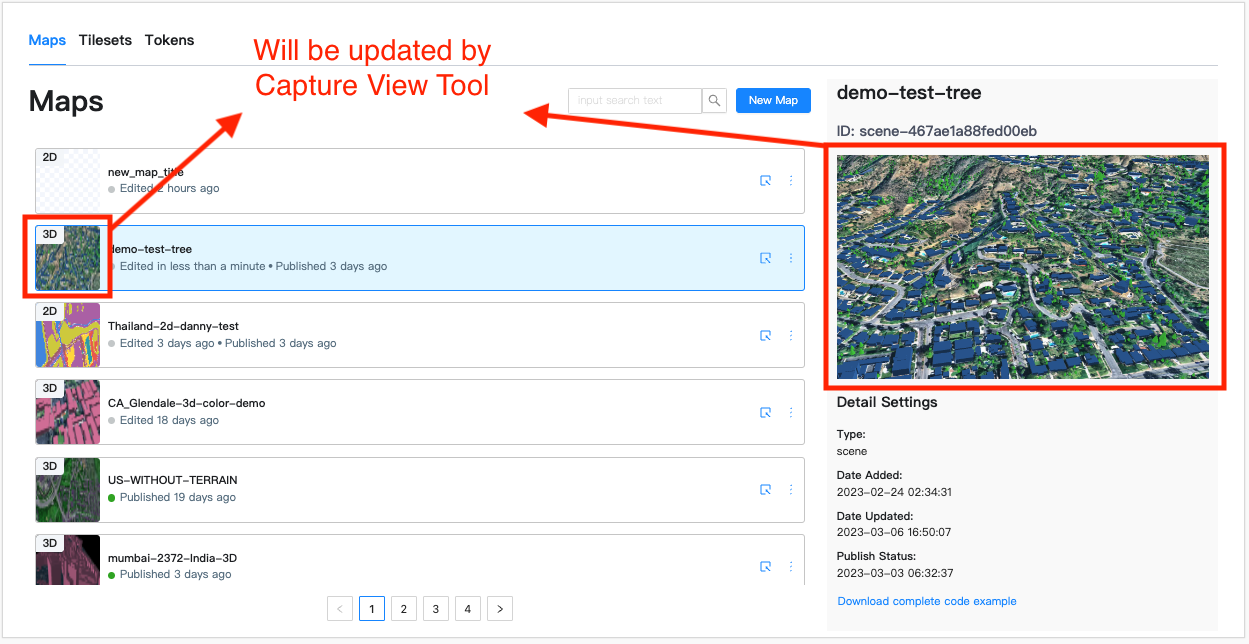 Maps Tilesets Tokens
Will be updated by
Capture View Tool
Maps
input search text
New Map
2D
new_map_title
Edited 2 hours ago
3D
demo-test-tree
Edited in less than a minute • Published 3 days ago
2D
Thailand-2d-danny-test
Edited 3 days ago • Published 3 days ago
3D
CA_Glendale-3d-color-demo
Edited 18 days ago
3D
US-WITHOUT-TERRAIN
Published 19 days ago
3D
mumbai-2372-India-3D
Published 3 days ago
< 1 2 3 4 >
demo-test-tree
ID: scene-467ae1a88fed00eb
Detail Settings
Type:
scene
Date Added:
2023-02-24 02:34:31
Date Updated:
2023-03-06 16:50:07
Publish Status:
2023-03-03 06:32:37
Download complete code example